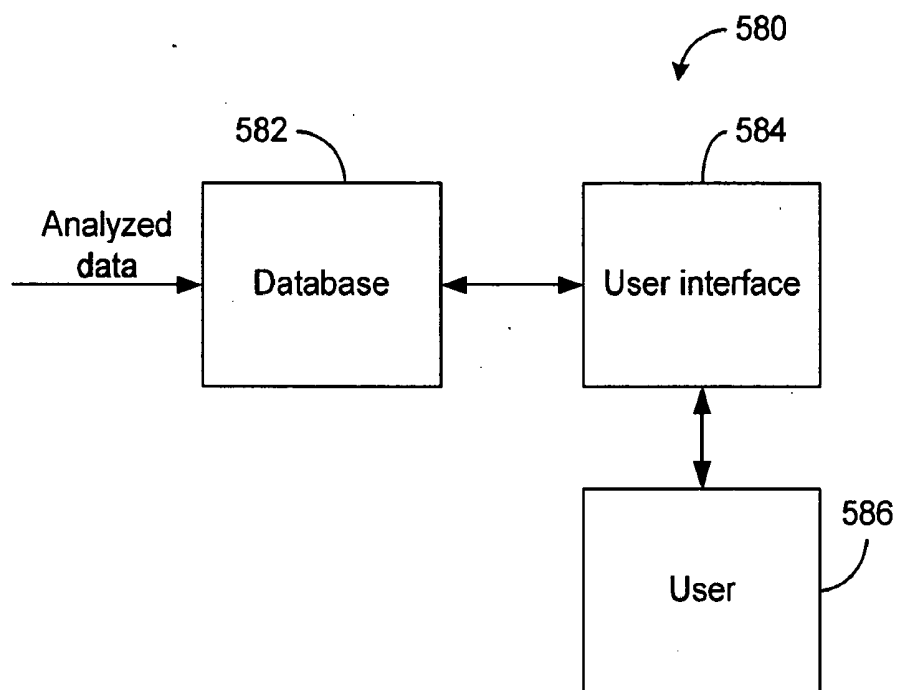 580
582
584
Analyzed
data
Database
User interface
586
User